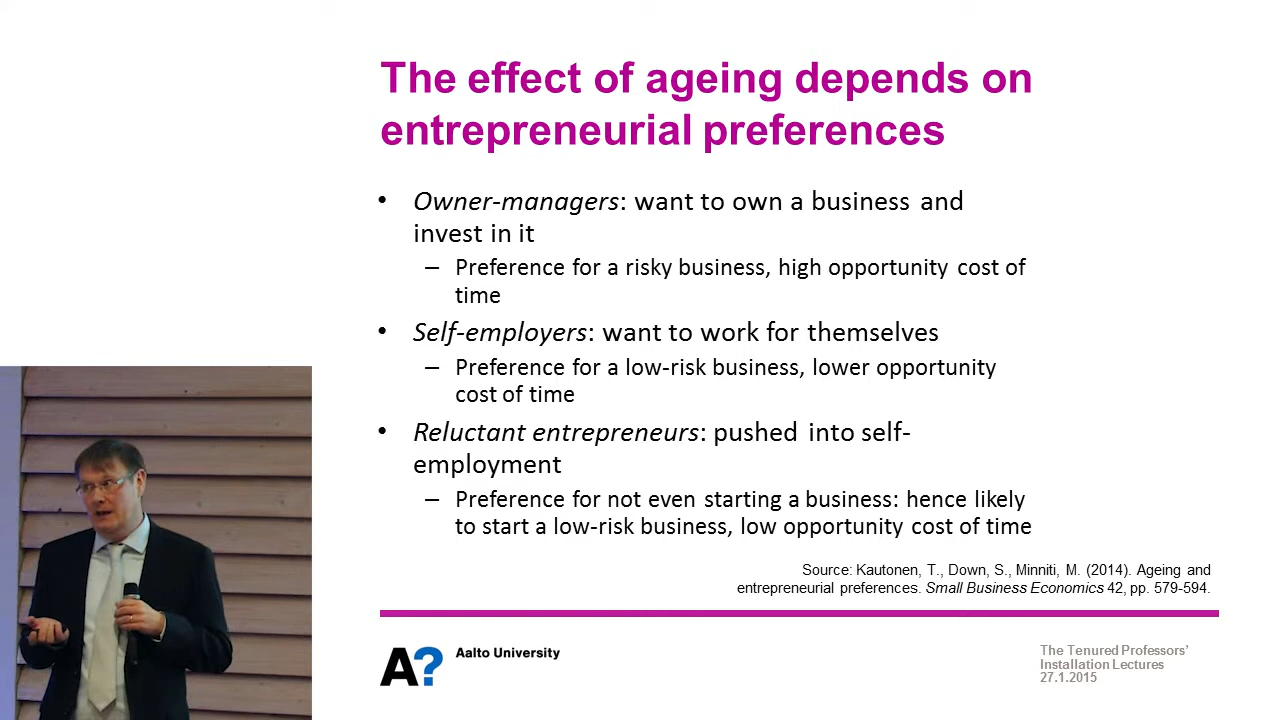 The effect of ageing depends on
entrepreneurial preferences
• Owner-managers: want to own a business and
invest in it
– Preference for a risky business, high opportunity cost of
time
• Self-employers: want to work for themselves
– Preference for a low-risk business, lower opportunity
cost of time
• Reluctant entrepreneurs: pushed into self-
employment
– Preference for not even starting a business: hence likely
to start a low-risk business, low opportunity cost of time
Source: Kautonen, T., Down, S., Minniti, M. (2014). Ageing and
entrepreneurial preferences. Small Business Economics 42, pp. 579-594.
A?
Aalto University
The Tenured Professors’
Installation Lectures
27.1.2015